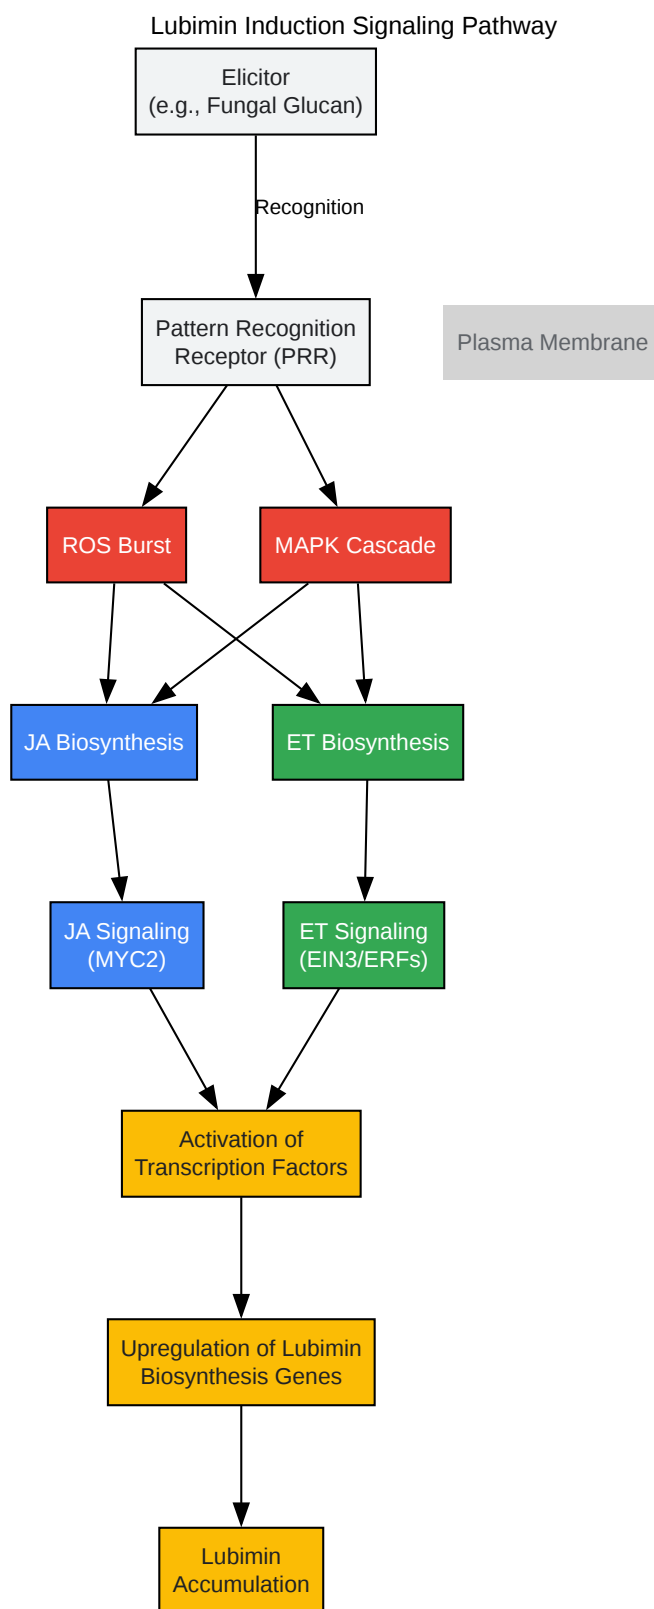 Lubimin Induction Signaling Pathway
Elicitor
(e.g., Fungal Glucan)
Recognition
Pattern Recognition
Receptor (PRR)
Plasma Membrane
ROS Burst
MAPK Cascade
JA Biosynthesis
ET Biosynthesis
JA Signaling
(MYC2)
ET Signaling
(EIN3/ERFs)
Activation of
Transcription Factors
Upregulation of Lubimin
Biosynthesis Genes
Lubimin
Accumulation